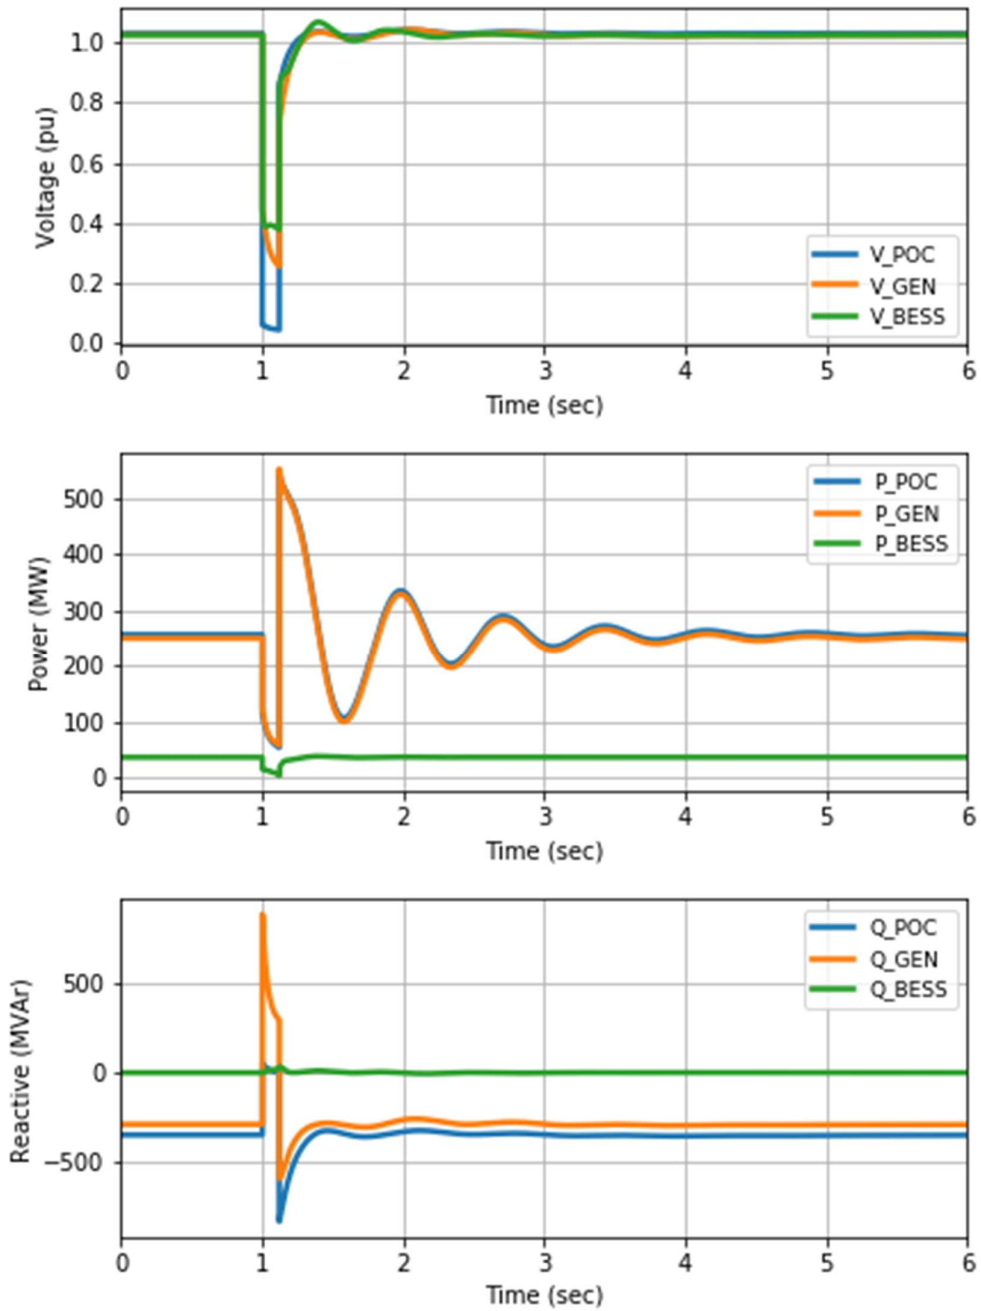 1.0
0.8
0.6
0.4
0.2
0.0
Voltage (pu)
V_POC
V_GEN
V_BESS
0 1 2 3 4 5 6
Time (sec)
500
400
300
200
100
0
Power (MW)
P_POC
P_GEN
P_BESS
0 1 2 3 4 5 6
Time (sec)
500
0
−500
Reactive (MVAr)
Q_POC
Q_GEN
Q_BESS
0 1 2 3 4 5 6
Time (sec)